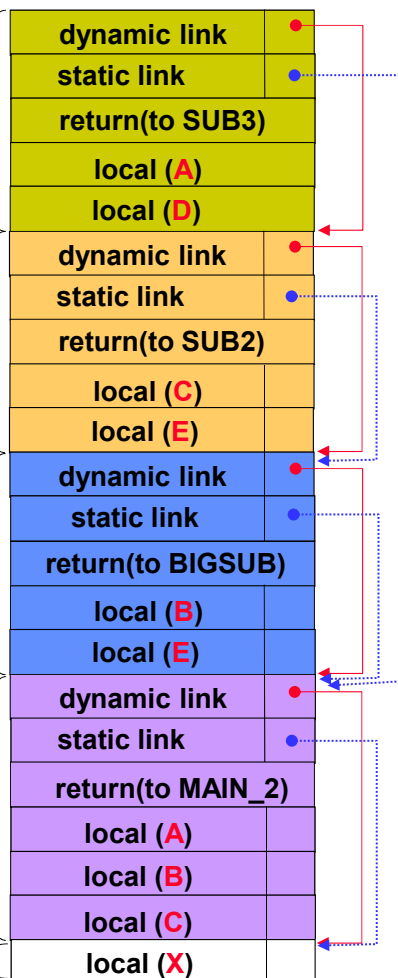 dynamic link
static link
return(to SUB3)
local (A)
local (D)
dynamic link
static link
return(to SUB2)
local (C)
local (E)
dynamic link
static link
return(to BIGSUB)
local (B)
local (E)
dynamic link
static link
return(to MAIN_2)
local (A)
local (B)
local (C)
local (X)